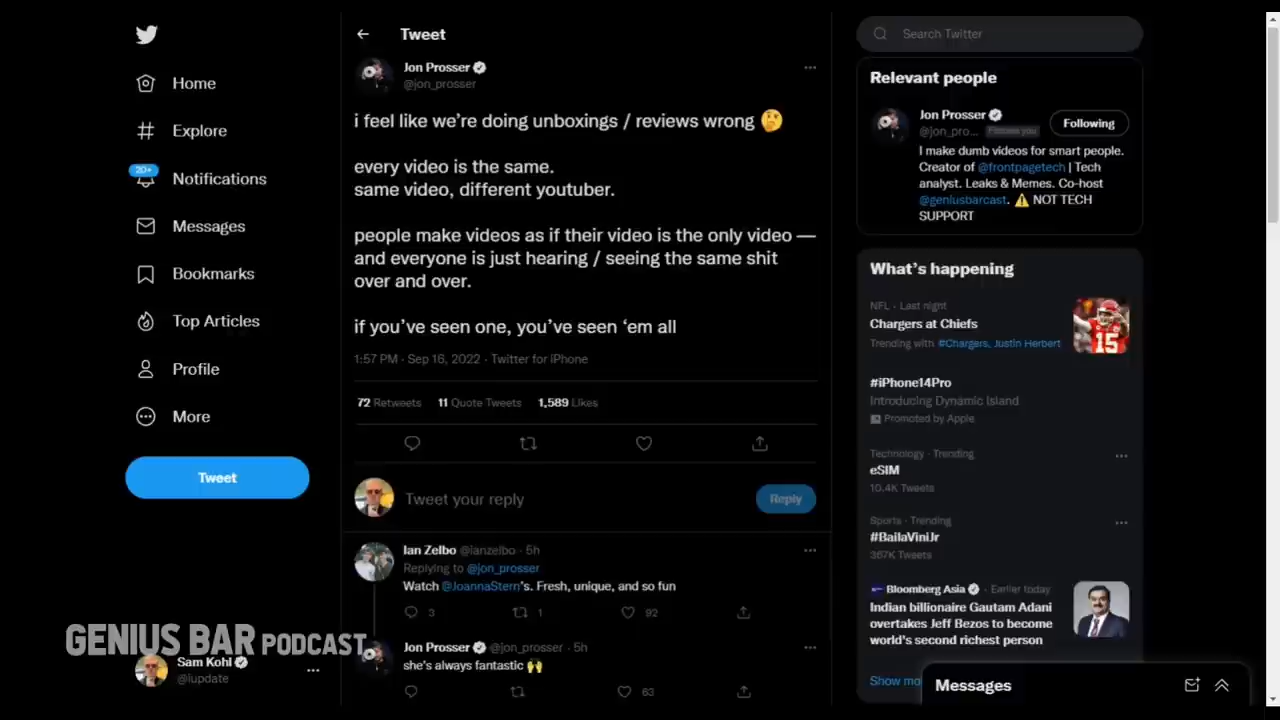 Home
Explore
20+
Notifications
Messages
Bookmarks
Top Articles
Profile
More
Tweet
GENIUS BAR PODCAST
Sam Kohl
@iupdate
Tweet
Jon Prosser
@jon_prosser
i feel like we're doing unboxings / reviews wrong 🤔
every video is the same.
same video, different youtuber.
people make videos as if their video is the only video —
and everyone is just hearing / seeing the same shit
over and over.
if you've seen one, you've seen 'em all
1:57 PM · Sep 16, 2022 · Twitter for iPhone
72 Retweets 11 Quote Tweets 1,589 Likes
Tweet your reply
Reply
Ian Zelbo @ianzelbo · 5h
Replying to @jon_prosser
Watch @JoannaStern's. Fresh, unique, and so fun
3 1 92
Jon Prosser @jon_prosser · 5h
she's always fantastic 🙌
63
Search Twitter
Relevant people
Jon Prosser
@jon_pro... Follows you
Following
I make dumb videos for smart people.
Creator of @frontpagetech | Tech
analyst. Leaks & Memes. Co-host
@geniusbarcast. ⚠️ NOT TECH
SUPPORT
What's happening
NFL · Last night
Chargers at Chiefs
Trending with #Chargers, Justin Herbert
#iPhone14Pro
Introducing Dynamic Island
Promoted by Apple
Technology · Trending
eSIM
10.4K Tweets
Sports · Trending
#BailaViniJr
367K Tweets
Bloomberg Asia · Earlier today
Indian billionaire Gautam Adani
overtakes Jeff Bezos to become
world's second richest person
Show mo
Messages